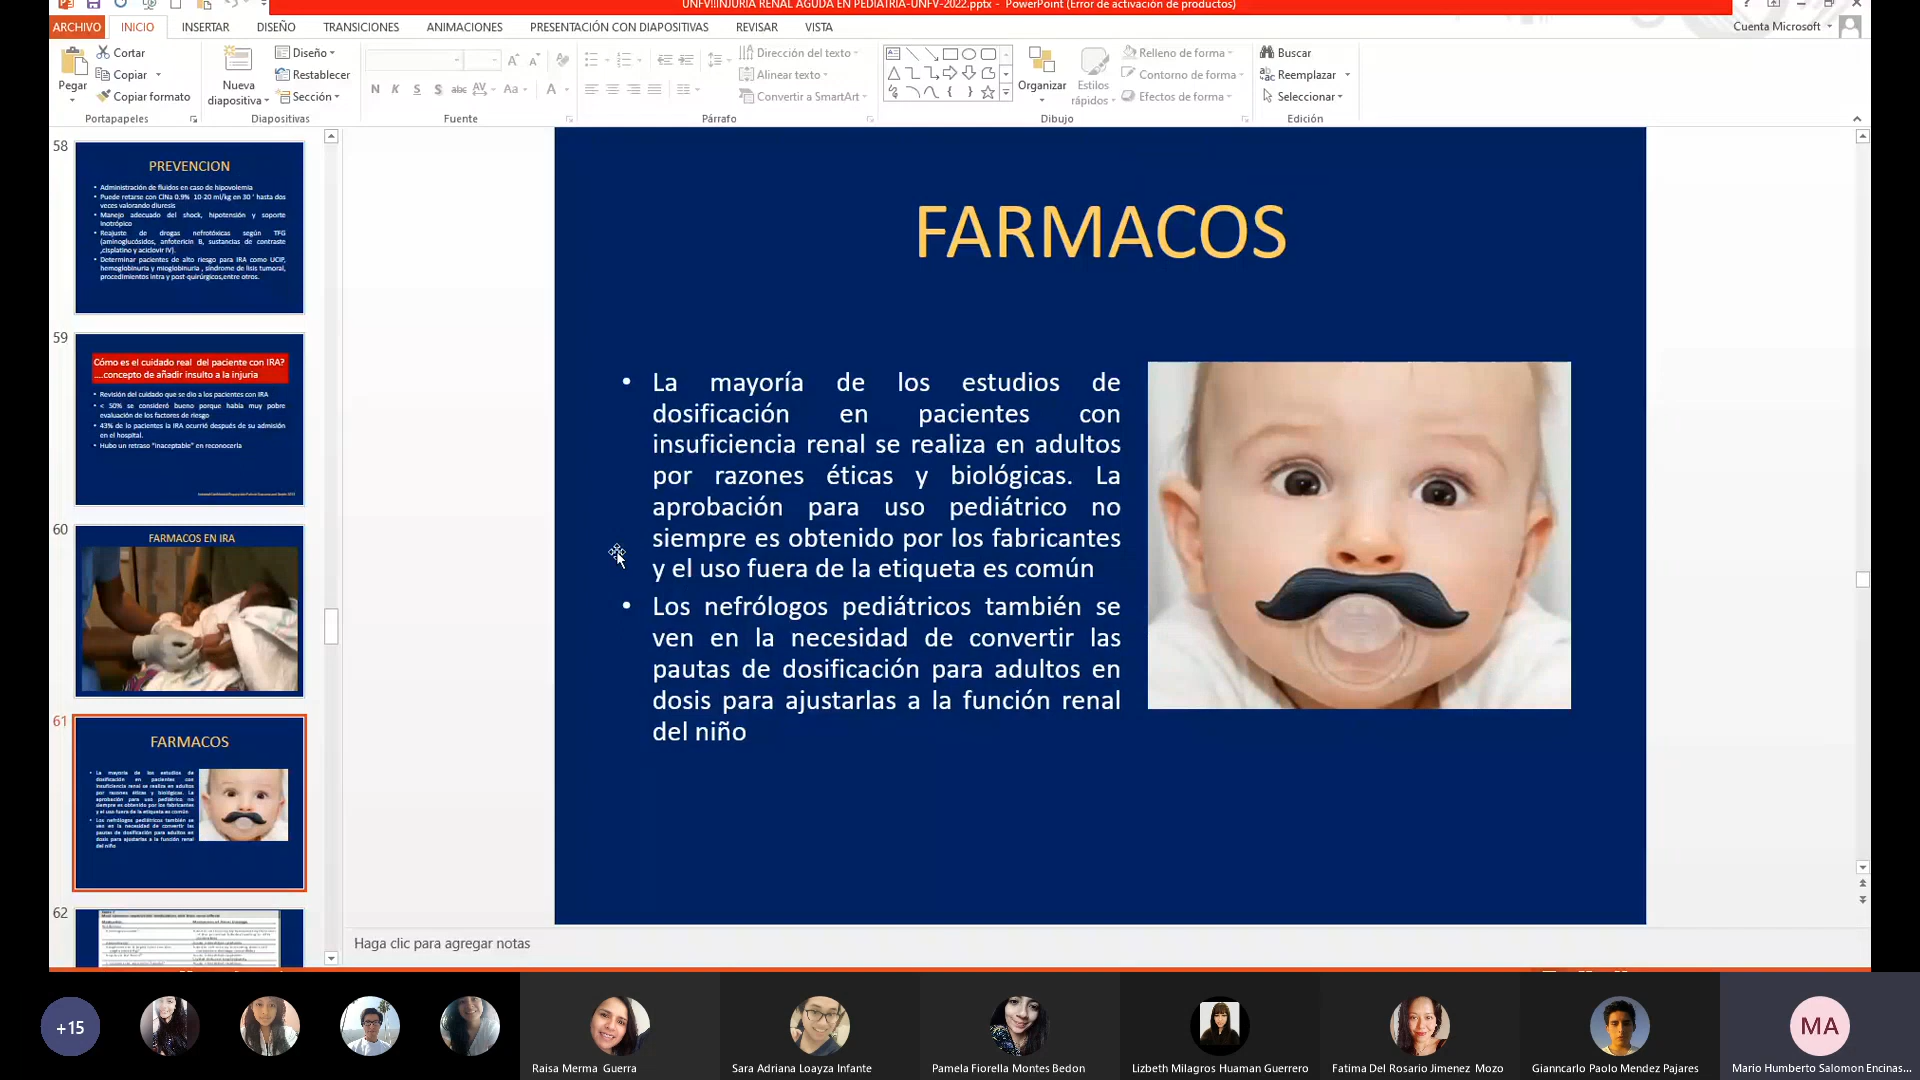 UNFV!!INJURIA RENAL AGUDA EN PEDIATRIA-UNFV-2022.pptx - PowerPoint (Error de activación de productos)
ARCHIVO INICIO INSERTAR DISEÑO TRANSICIONES ANIMACIONES PRESENTACIÓN CON DIAPOSITIVAS REVISAR VISTA Cuenta Microsoft
Pegar
Cortar
Copiar
Copiar formato
Portapapeles
Nueva
diapositiva
Diseño
Restablecer
Sección
Diapositivas
N K S S abc AV Aa A
Fuente
Dirección del texto
Alinear texto
Convertir a SmartArt
Párrafo
Organizar
Estilos
rápidos
Relleno de forma
Contorno de forma
Efectos de forma
Dibujo
Buscar
Reemplazar
Seleccionar
Edición
58
PREVENCION
• Administración de fluidos en caso de hipovolemia
• Puede retarse con ClNa 0.9% 10-20 ml/kg en 30 ' hasta dos
veces valorando diuresis
• Manejo adecuado del shock, hipotensión y soporte
inotrópico
• Reajuste de drogas nefrotóxicas según TFG
(aminoglucósidos, anfotericin B, sustancias de contraste
,cisplatino y aciclovir IV).
• Determinar pacientes de alto riesgo para IRA como UCIP,
hemoglobinuria y mioglobinuria , síndrome de lisis tumoral,
procedimientos intra y post quirúrgicos,entre otros.
59
Cómo es el cuidado real del paciente con IRA?
....concepto de añadir insulto a la injuria
• Revisión del cuidado que se dio a los pacientes con IRA
• < 50% se consideró bueno porque había muy pobre
evaluación de los factores de riesgo
• 43% de lo pacientes la IRA ocurrió después de su admisión
en el hospital.
• Hubo un retraso "inaceptable" en reconocerla
60
FARMACOS EN IRA
61
FARMACOS
• La mayoría de los estudios de
dosificación en pacientes con
insuficiencia renal se realiza en adultos
por razones éticas y biológicas. La
aprobación para uso pediátrico no
siempre es obtenido por los fabricantes
y el uso fuera de la etiqueta es común
• Los nefrólogos pediátricos también se
ven en la necesidad de convertir las
pautas de dosificación para adultos en
dosis para ajustarlas a la función renal
del niño
62
FARMACOS
• La mayoría de los estudios de
dosificación en pacientes con
insuficiencia renal se realiza en adultos
por razones éticas y biológicas. La
aprobación para uso pediátrico no
siempre es obtenido por los fabricantes
y el uso fuera de la etiqueta es común
• Los nefrólogos pediátricos también se
ven en la necesidad de convertir las
pautas de dosificación para adultos en
dosis para ajustarlas a la función renal
del niño
Haga clic para agregar notas
+15
MA
Raisa Merma Guerra
Sara Adriana Loayza Infante
Pamela Fiorella Montes Bedon
Lizbeth Milagros Huaman Guerrero
Fatima Del Rosario Jimenez Mozo
Gianncarlo Paolo Mendez Pajares
Mario Humberto Salomon Encinas...